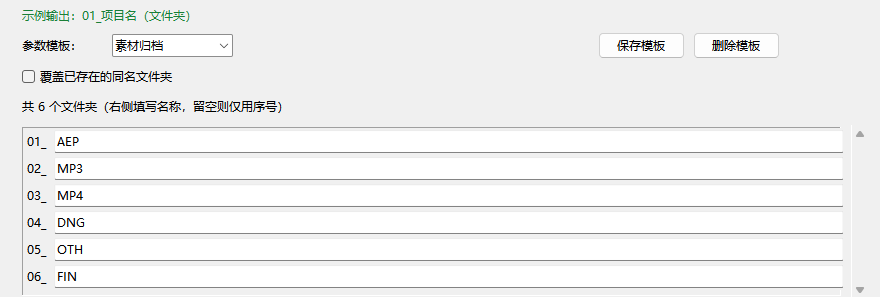 示例输出：01_项目名（文件夹）
参数模板： 素材归档 保存模板 删除模板
覆盖已存在的同名文件夹
共 6 个文件夹（右侧填写名称，留空则仅用序号）
01_ AEP
02_ MP3
03_ MP4
04_ DNG
05_ OTH
06_ FIN